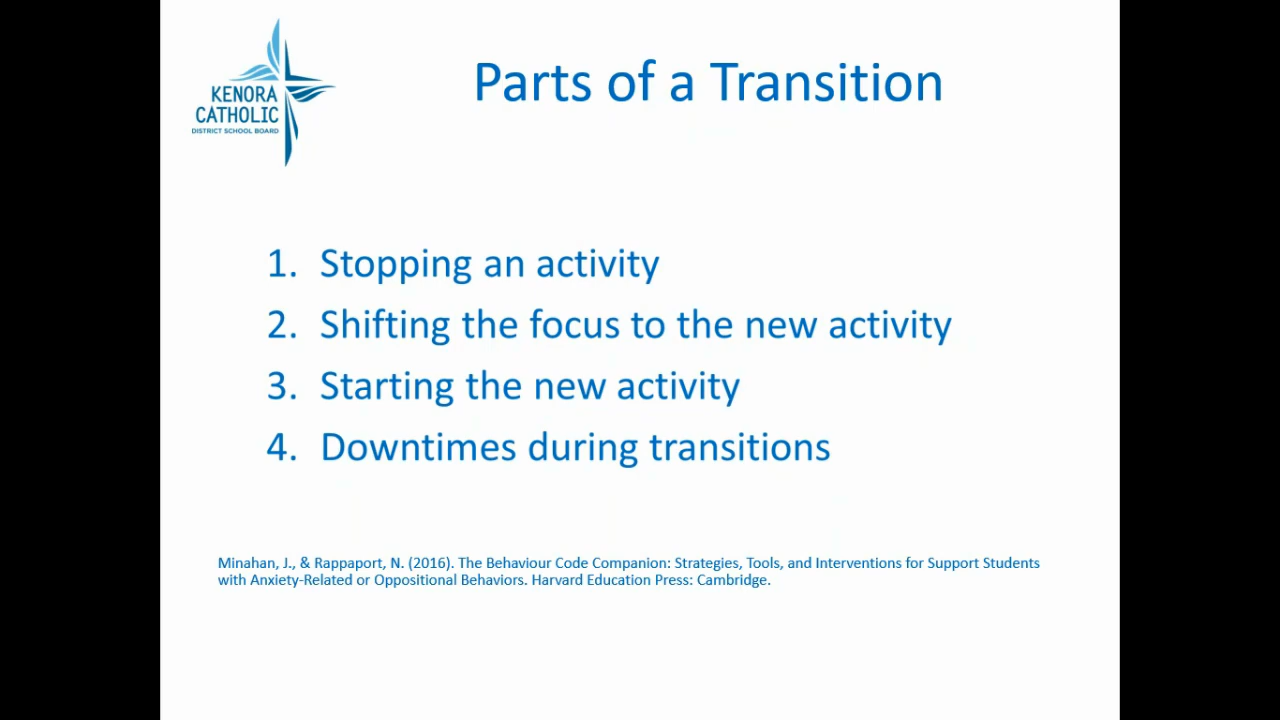 KENORA
CATHOLIC
DISTRICT SCHOOL BOARD
Parts of a Transition
1. Stopping an activity
2. Shifting the focus to the new activity
3. Starting the new activity
4. Downtimes during transitions
Minahan, J., & Rappaport, N. (2016). The Behaviour Code Companion: Strategies, Tools, and Interventions for Support Students
with Anxiety-Related or Oppositional Behaviors. Harvard Education Press: Cambridge.